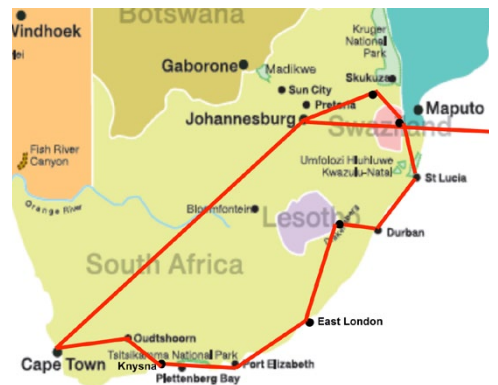 Botswana
Windhoek
Kruger
National
Park
Gaborone
Madikwe
Skukuza
Sun City
Pretoria
Maputo
Johannesburg
Swaziland
Fish River
Canyon
Umfolozi Hluhluwe
Kwazulu-Natal
St Lucia
Orange River
Bloemfontein
Lesotho
Durban
South Africa
East London
Oudtshoorn
Tsitsikamma National Park
Cape Town
Knysna
Port Elizabeth
Plettenberg Bay